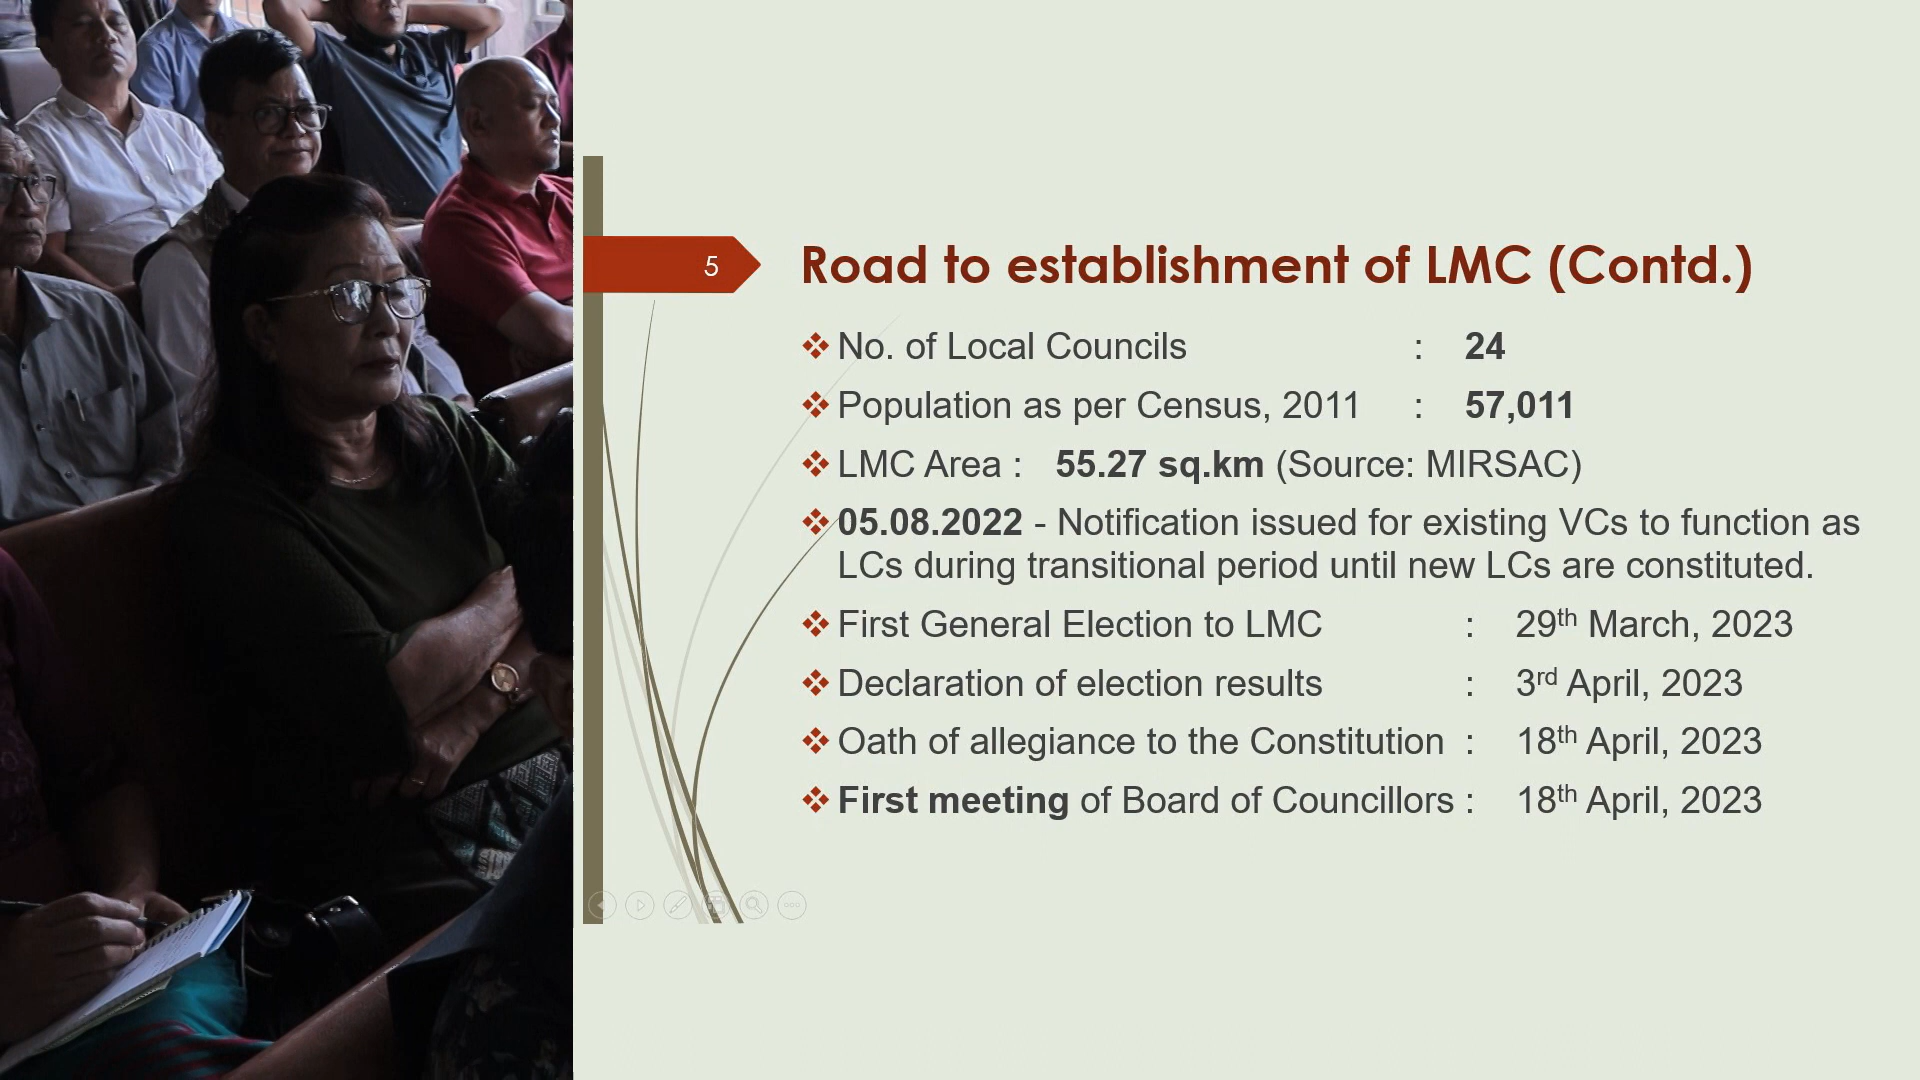 5
Road to establishment of LMC (Contd.)
No. of Local Councils : 24
Population as per Census, 2011 : 57,011
LMC Area : 55.27 sq.km (Source: MIRSAC)
05.08.2022 - Notification issued for existing VCs to function as
LCs during transitional period until new LCs are constituted.
First General Election to LMC : 29th March, 2023
Declaration of election results : 3rd April, 2023
Oath of allegiance to the Constitution : 18th April, 2023
First meeting of Board of Councillors : 18th April, 2023